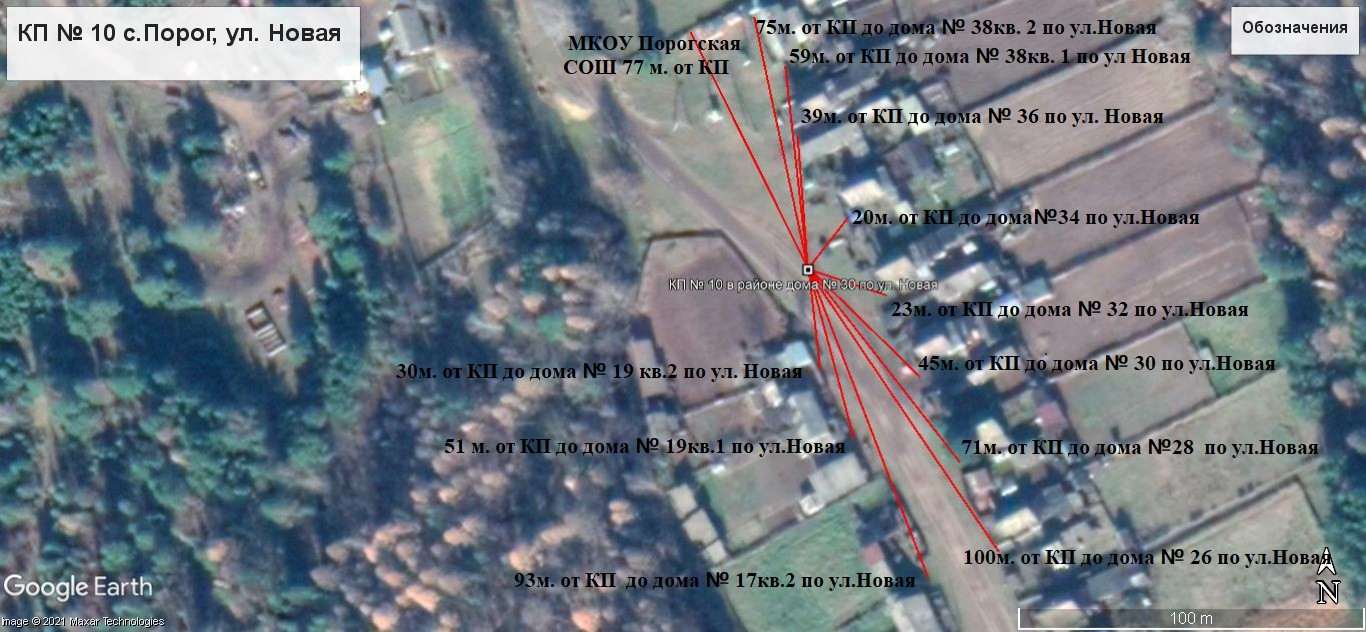 КП № 10 с.Порог, ул. Новая
Обозначения
75м. от КП до дома № 38кв. 2 по ул.Новая
МКОУ Порогская
СОШ 77 м. от КП
59м. от КП до дома № 38кв. 1 по ул Новая
39м. от КП до дома № 36 по ул. Новая
20м. от КП до дома№34 по ул.Новая
КП № 10 в районе дома № 30 по ул. Новая
23м. от КП до дома № 32 по ул.Новая
45м. от КП до дома № 30 по ул.Новая
30м. от КП до дома № 19 кв.2 по ул. Новая
51 м. от КП до дома № 19кв.1 по ул.Новая
71м. от КП до дома №28 по ул.Новая
100м. от КП до дома № 26 по ул.Новая
93м. от КП до дома № 17кв.2 по ул.Новая
Google Earth
N
100 m
Image © 2021 Maxar Technologies